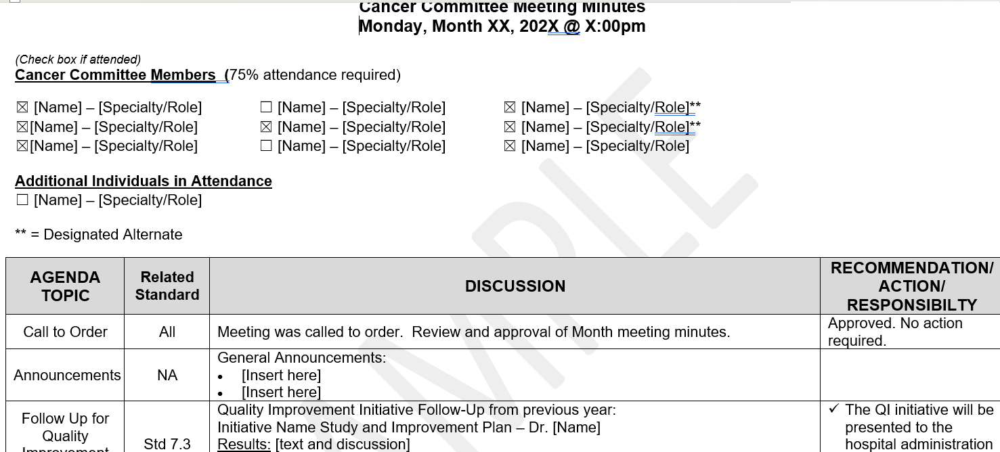 Cancer Committee Meeting Minutes
Monday, Month XX, 202X @ X:00pm
(Check box if attended)
Cancer Committee Members  (75% attendance required)
☒ [Name] – [Specialty/Role] ☐ [Name] – [Specialty/Role] ☒ [Name] – [Specialty/Role]**
☒[Name] – [Specialty/Role] ☒ [Name] – [Specialty/Role] ☒ [Name] – [Specialty/Role]**
☒[Name] – [Specialty/Role] ☐ [Name] – [Specialty/Role] ☒ [Name] – [Specialty/Role]
Additional Individuals in Attendance
☐ [Name] – [Specialty/Role]
** = Designated Alternate
AGENDA
TOPIC
Related
Standard
DISCUSSION
RECOMMENDATION/
ACTION/
RESPONSIBILTY
Call to Order
All
Meeting was called to order.  Review and approval of Month meeting minutes.
Approved. No action
required.
Announcements
NA
General Announcements:
• [Insert here]
• [Insert here]
Follow Up for
Quality
Improvement
Std 7.3
Quality Improvement Initiative Follow-Up from previous year:
Initiative Name Study and Improvement Plan – Dr. [Name]
Results: [text and discussion]
✓ The QI initiative will be
presented to the
hospital administration